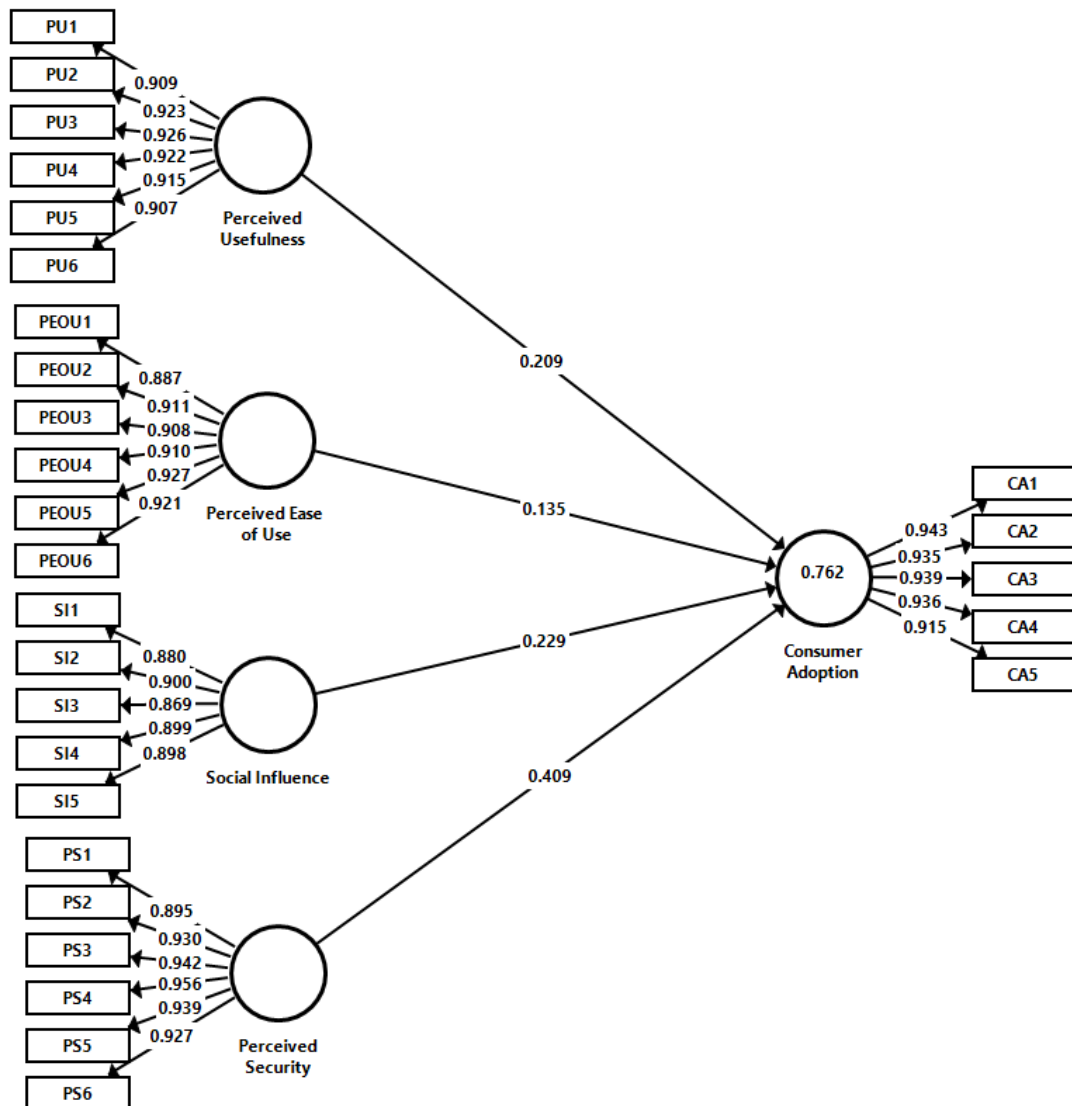 PU1
PU2
PU3
PU4
PU5
PU6
0.909
0.923
0.926
0.922
0.915
0.907
Perceived
Usefulness
0.209
PEOU1
PEOU2
PEOU3
PEOU4
PEOU5
PEOU6
0.887
0.911
0.908
0.910
0.927
0.921
Perceived Ease
of Use
0.135
SI1
SI2
SI3
SI4
SI5
0.880
0.900
0.869
0.899
0.898
Social Influence
0.229
PS1
PS2
PS3
PS4
PS5
PS6
0.895
0.930
0.942
0.956
0.939
0.927
Perceived
Security
0.409
0.762
Consumer
Adoption
0.943
0.935
0.939
0.936
0.915
CA1
CA2
CA3
CA4
CA5